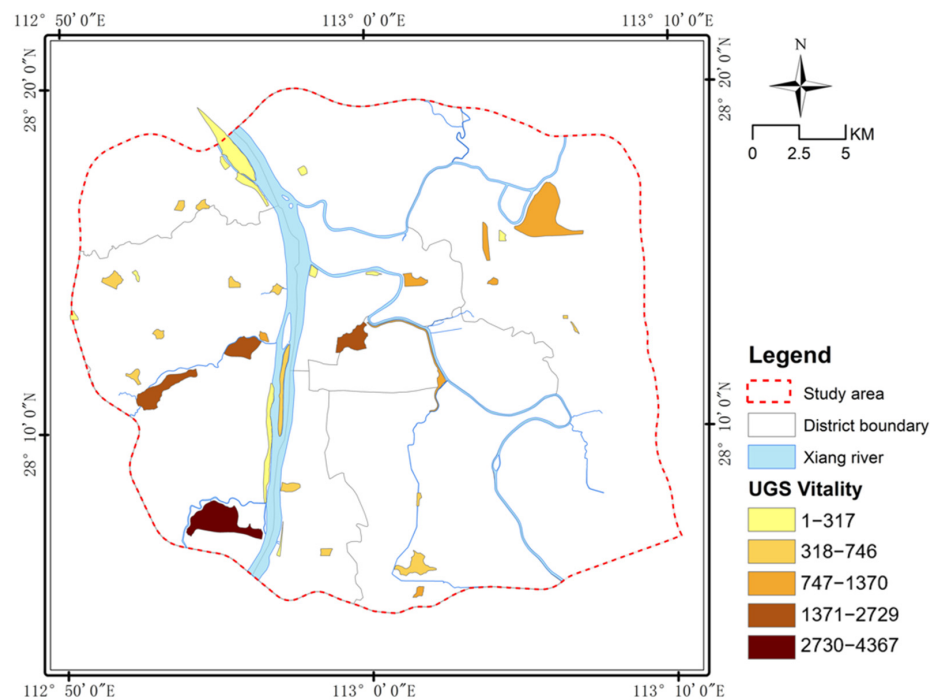 112° 50′0″E 113° 0′0″E 113° 10′0″E
28° 20′0″N
28° 20′0″N
N
KM
0 2.5 5
28° 10′0″N
28° 10′0″N
Legend
Study area
District boundary
Xiang river
UGS Vitality
1–317
318–746
747–1370
1371–2729
2730–4367
112° 50′0″E 113° 0′0″E 113° 10′0″E